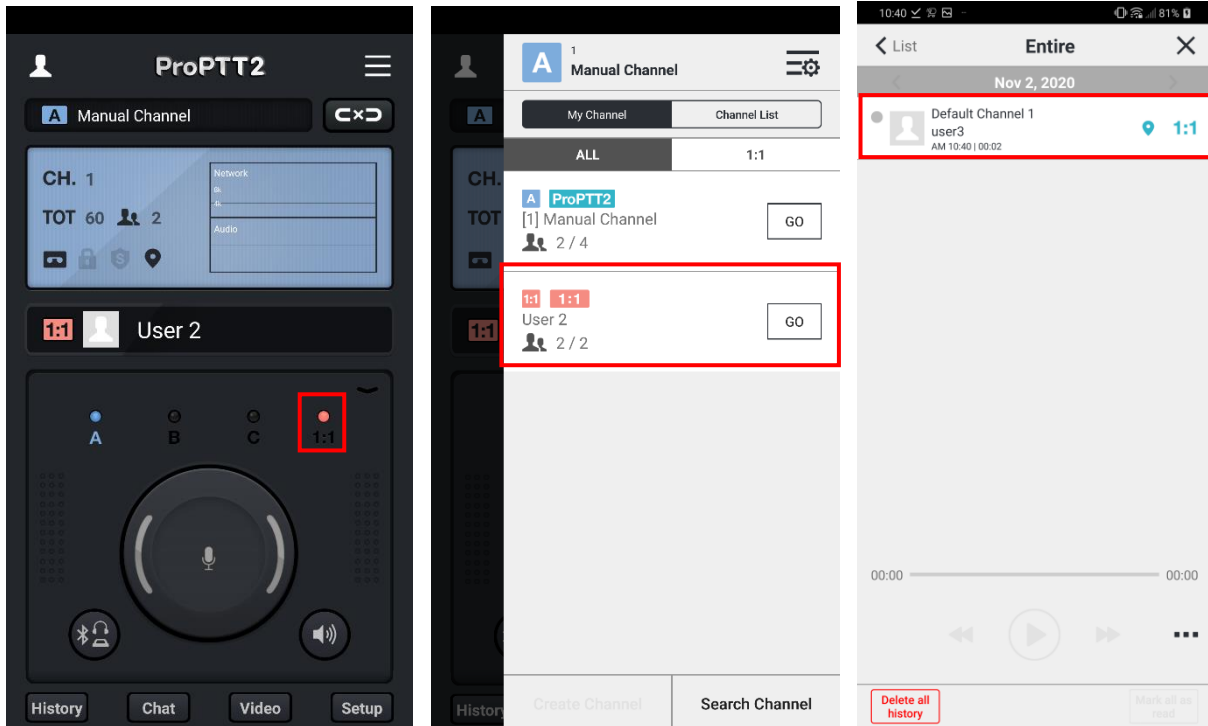 ProPTT2
A Manual Channel
CH. 1
TOT 60 2
Network
Audio
1:1 User 2
A B C 1:1
History Chat Video Setup
A
1
Manual Channel
My Channel Channel List
ALL 1:1
A ProPTT2
[1] Manual Channel
GO
2 / 4
1:1 1:1
User 2
GO
2 / 2
A
CH.
TOT
1:1
History
Create Channel Search Channel
10:40 81%
List Entire
Nov 2, 2020
Default Channel 1
user3
AM 10:40 | 00:02
1:1
00:00 00:00
Delete all
history
Mark all as
read